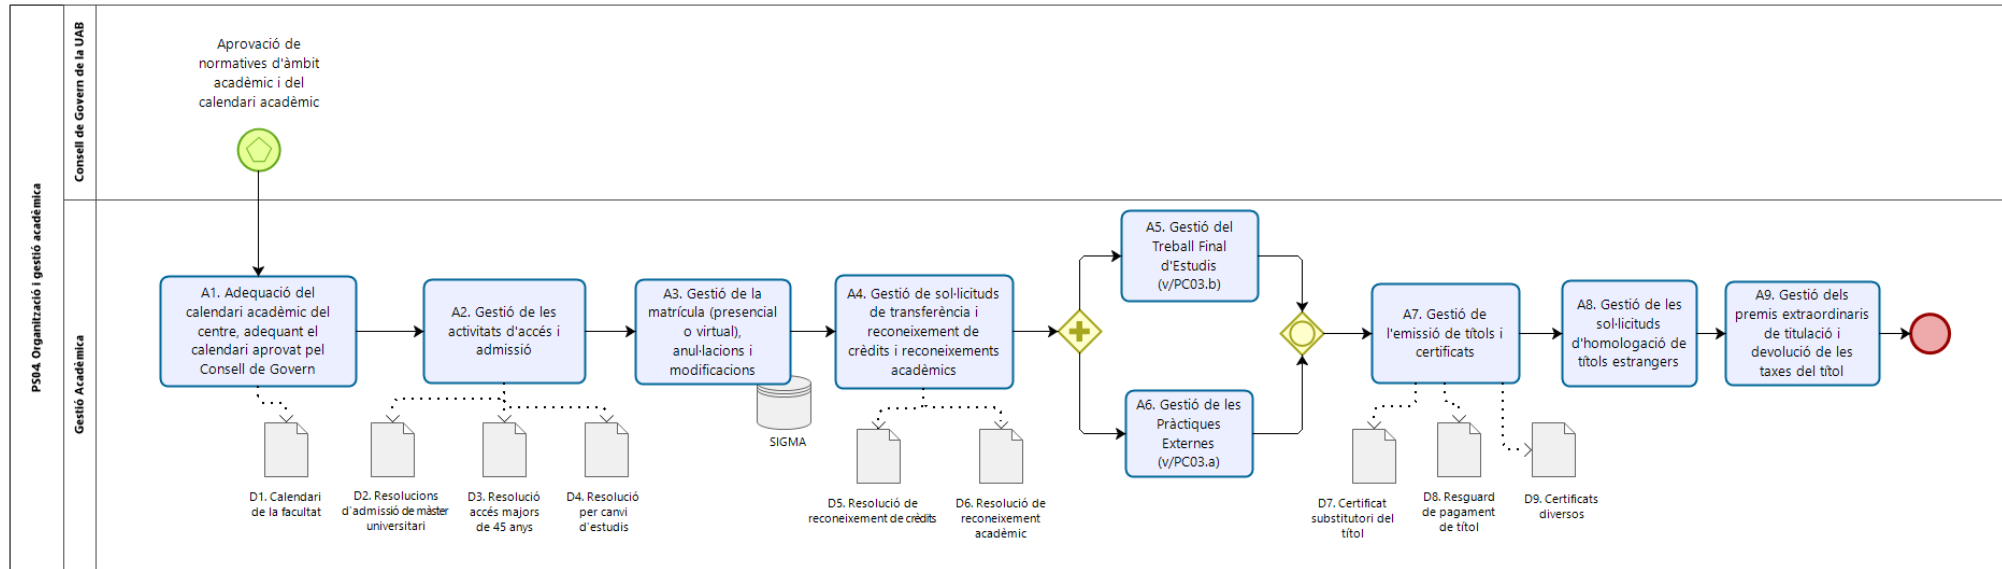 PS04. Organització i gestió acadèmica
Consell de Govern de la UAB
Aprovació de
normatives d'àmbit
acadèmic i del
calendari acadèmic
Gestió Acadèmica
A1. Adequació del
calendari acadèmic del
centre, adequant el
calendari aprovat pel
Consell de Govern
A2. Gestió de les
activitats d'accés i
admissió
A3. Gestió de la
matrícula (presencial
o virtual),
anul·lacions i
modificacions
A4. Gestió de sol·licituds
de transferència i
reconeixement de
crèdits i reconeixements
acadèmics
A5. Gestió del
Treball Final
d'Estudis
(v/PC03.b)
A6. Gestió de les
Pràctiques
Externes
(v/PC03.a)
A7. Gestió de
l'emissió de títols i
certificats
A8. Gestió de les
sol·licituds
d'homologació de
títols estrangers
A9. Gestió dels
premis extraordinaris
de titulació i
devolució de les
taxes del títol
SIGMA
D1. Calendari
de la facultat
D2. Resolucions
d'admissió de màster
universitari
D3. Resolució
accés majors
de 45 anys
D4. Resolució
per canvi
d'estudis
D5. Resolució de
reconeixement de crèdits
D6. Resolució de
reconeixement
acadèmic
D7. Certificat
substitutori del
títol
D8. Resguard
de pagament
de títol
D9. Certificats
diversos